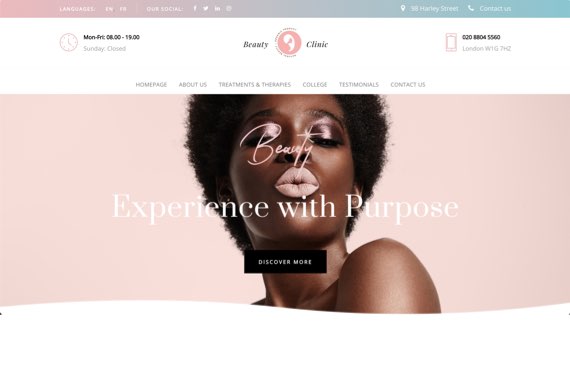 LANGUAGES: EN FR OUR SOCIAL: 98 Harley Street Contact us
Mon-Fri: 08.00 - 19.00
Sunday: Closed
Beauty Clinic
020 8804 5560
London W1G 7HZ
HOMEPAGE ABOUT US TREATMENTS & THERAPIES COLLEGE TESTIMONIALS CONTACT US
Beauty
Experience with Purpose
DISCOVER MORE